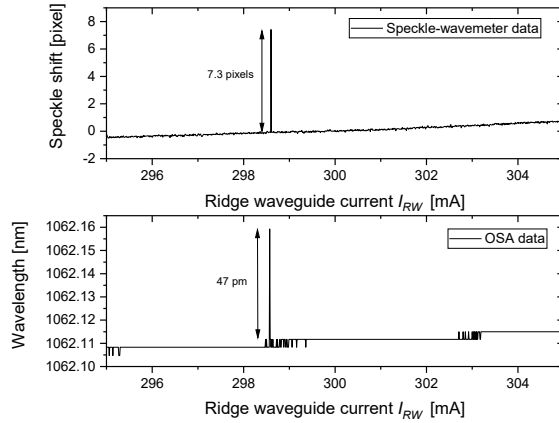 8
6
4
2
0
-2
Speckle shift [pixel]
7.3 pixels
Speckle-wavemeter data
296 298 300 302 304
Ridge waveguide current I_RW [mA]
1062.16
1062.15
1062.14
1062.13
1062.12
1062.11
1062.10
Wavelength [nm]
47 pm
OSA data
296 298 300 302 304
Ridge waveguide current I_RW [mA]